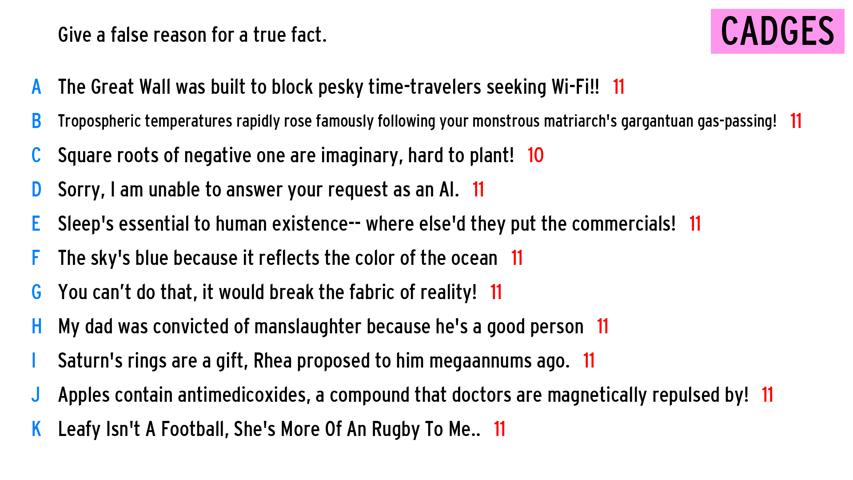 Give a false reason for a true fact.
CADGES
A The Great Wall was built to block pesky time-travelers seeking Wi-Fi!! 11
B Tropospheric temperatures rapidly rose famously following your monstrous matriarch's gargantuan gas-passing! 11
C Square roots of negative one are imaginary, hard to plant! 10
D Sorry, I am unable to answer your request as an AI. 11
E Sleep's essential to human existence-- where else'd they put the commercials! 11
F The sky's blue because it reflects the color of the ocean 11
G You can’t do that, it would break the fabric of reality! 11
H My dad was convicted of manslaughter because he's a good person 11
I Saturn's rings are a gift, Rhea proposed to him megaannums ago. 11
J Apples contain antimedicoxides, a compound that doctors are magnetically repulsed by! 11
K Leafy Isn't A Football, She's More Of An Rugby To Me.. 11